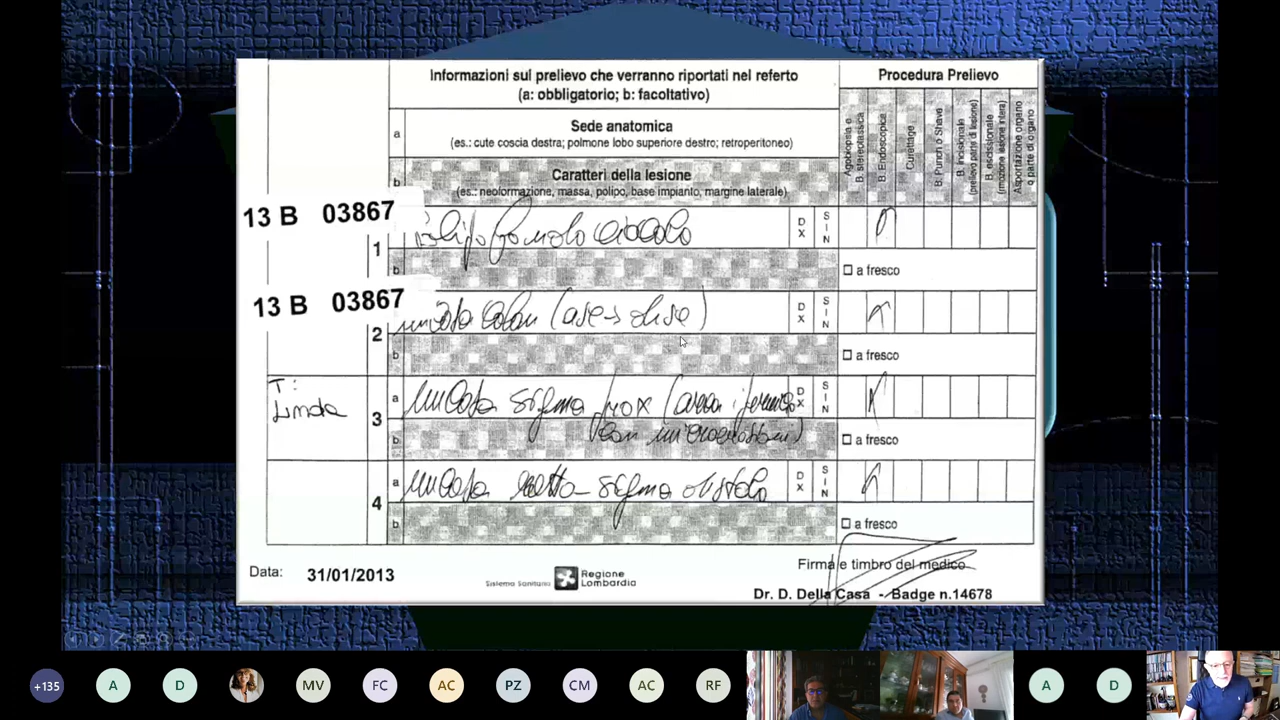 Informazioni sul prelievo che verranno riportati nel referto
(a: obbligatorio; b: facoltativo)
Procedura Prelievo
a
Sede anatomica
(es.: cute coscia destra; polmone lobo superiore destro; retroperitoneo)
b
Caratteri della lesione
(es.: neoformazione, massa, polipo, base impianto, margine laterale)
Agobiopsia e
B. stereotassica
B. Endoscopica
Curettage
B. Punch o Shave
B. Incisionale
(prelievo parte di lesione)
B. escissionale
(rimozione lesione intera)
Asportazione organo
o parte di organo
13 B 03867
DX
SIN
1
b
a fresco
13 B 03867
mucosa colon (asc e
DX
SIN
2
b
a fresco
T:
Linda
3
a
mucosa sigma prox (area
DX
SIN
b
con
a fresco
4
a
mucosa retto-sigma distale
DX
SIN
b
a fresco
Data: 31/01/2013
Sistema Sanitario
Regione
Lombardia
Firma e timbro del medico
Dr. D. Della Casa - Badge n.14678
+135
A
D
MV
FC
AC
PZ
CM
AC
RF
A
D